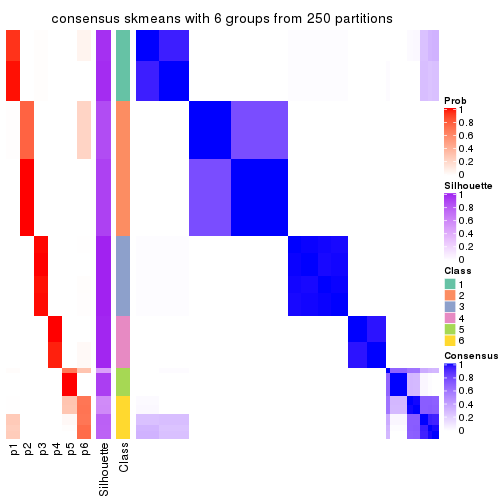 consensus skmeans with 6 groups from 250 partitions
Prob
1
0.8
0.6
0.4
0.2
0
Silhouette
1
0.8
0.6
0.4
0.2
0
Class
1
2
3
4
5
6
Consensus
1
0.8
0.6
0.4
0.2
0
p1
p2
p3
p4
p5
p6
Silhouette
Class